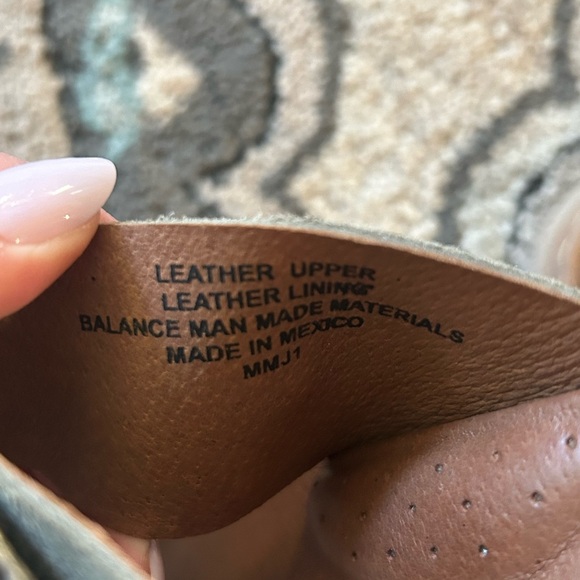 LEATHER UPPER
LEATHER LINING
BALANCE MAN MADE MATERIALS
MADE IN MEXICO
MMJ1